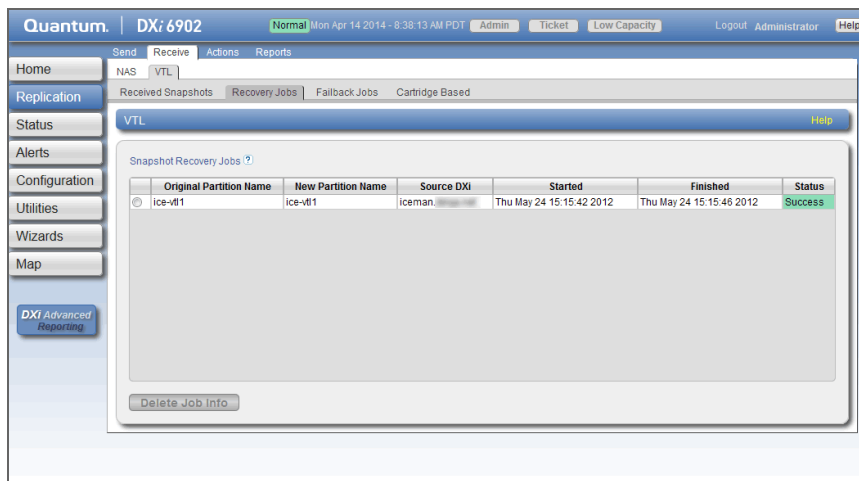 Quantum. DXi 6902 Normal Mon Apr 14 2014 - 8:38:13 AM PDT Admin Ticket Low Capacity Logout Administrator Help
Send Receive Actions Reports
Home
NAS VTL
Replication
Received Snapshots Recovery Jobs Failback Jobs Cartridge Based
Status
VTL Help
Alerts
Snapshot Recovery Jobs ?
Configuration
Original Partition Name New Partition Name Source DXi Started Finished Status
Utilities
ice-vtl1 ice-vtl1 iceman. Thu May 24 15:15:42 2012 Thu May 24 15:15:46 2012 Success
Wizards
Map
DXi Advanced
Reporting
Delete Job Info